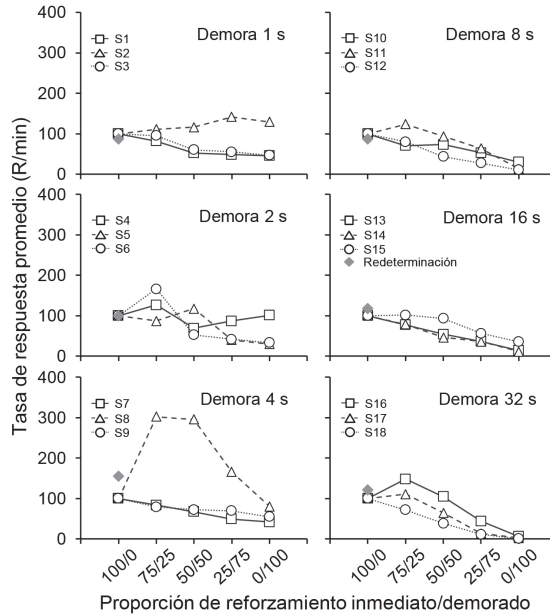 Tasa de respuesta promedio (R/min)
400
300
200
100
0
Demora 1 s
S1
S2
S3
Demora 8 s
S10
S11
S12
400
300
200
100
0
Demora 2 s
S4
S5
S6
Demora 16 s
S13
S14
S15
Redeterminación
400
300
200
100
0
Demora 4 s
S7
S8
S9
Demora 32 s
S16
S17
S18
100/0 75/25 50/50 25/75 0/100
100/0 75/25 50/50 25/75 0/100
Proporción de reforzamiento inmediato/demorado